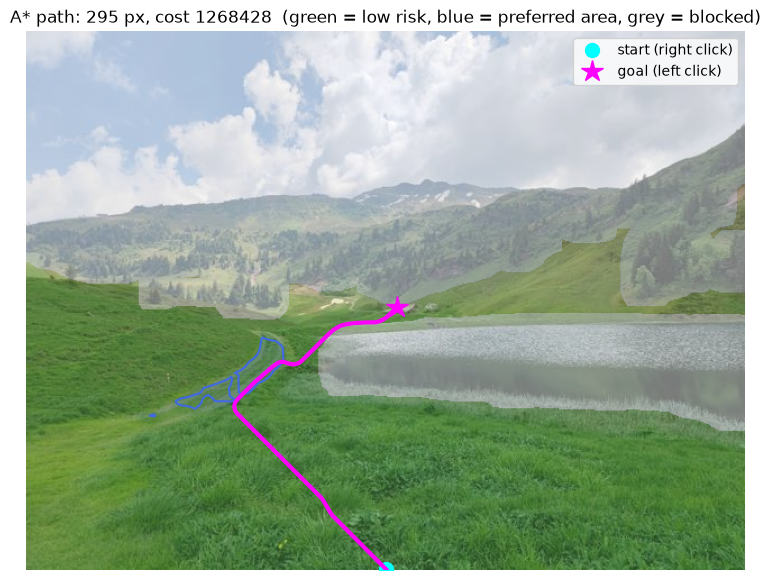 A* path: 295 px, cost 1268428  (green = low risk, blue = preferred area, grey = blocked)
start (right click)
goal (left click)